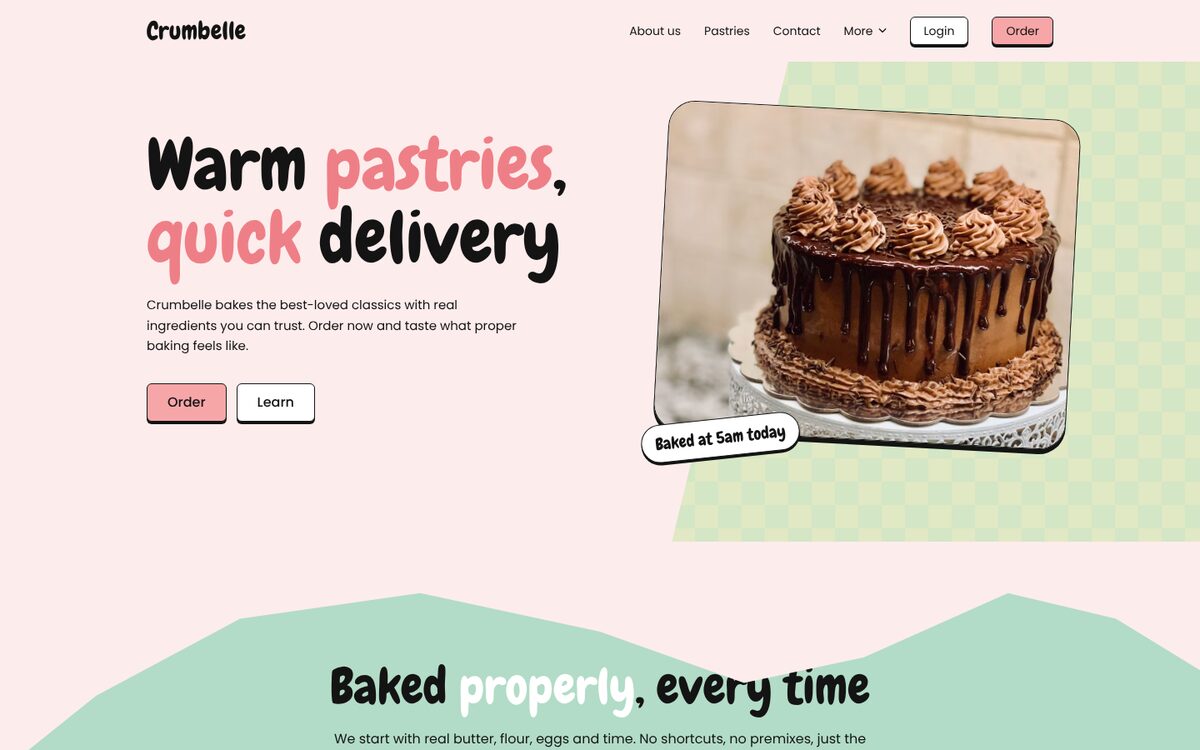 Crumbelle
About us
Pastries
Contact
More
Login
Order
Warm pastries,
quick delivery
Crumbelle bakes the best-loved classics with real
ingredients you can trust. Order now and taste what proper
baking feels like.
Order
Learn
Baked at 5am today
Baked properly, every time
We start with real butter, flour, eggs and time. No shortcuts, no premixes, just the